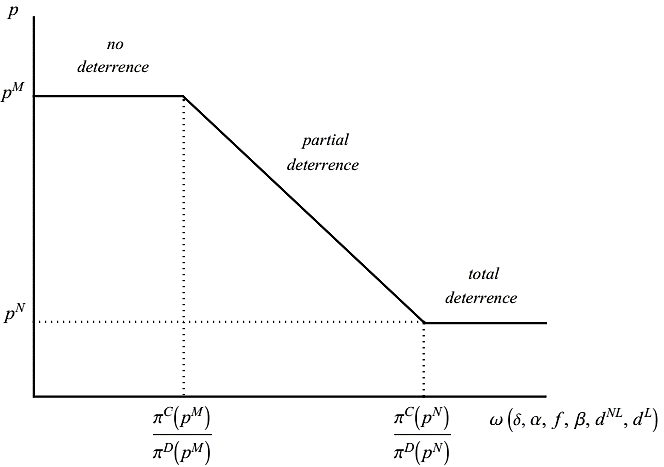 p
no
deterrence
p^M
partial
deterrence
total
deterrence
p^N
π^C(p^M)
π^D(p^M)
π^C(p^N)
π^D(p^N)
ω(δ, α, f, β, d^NL, d^L)